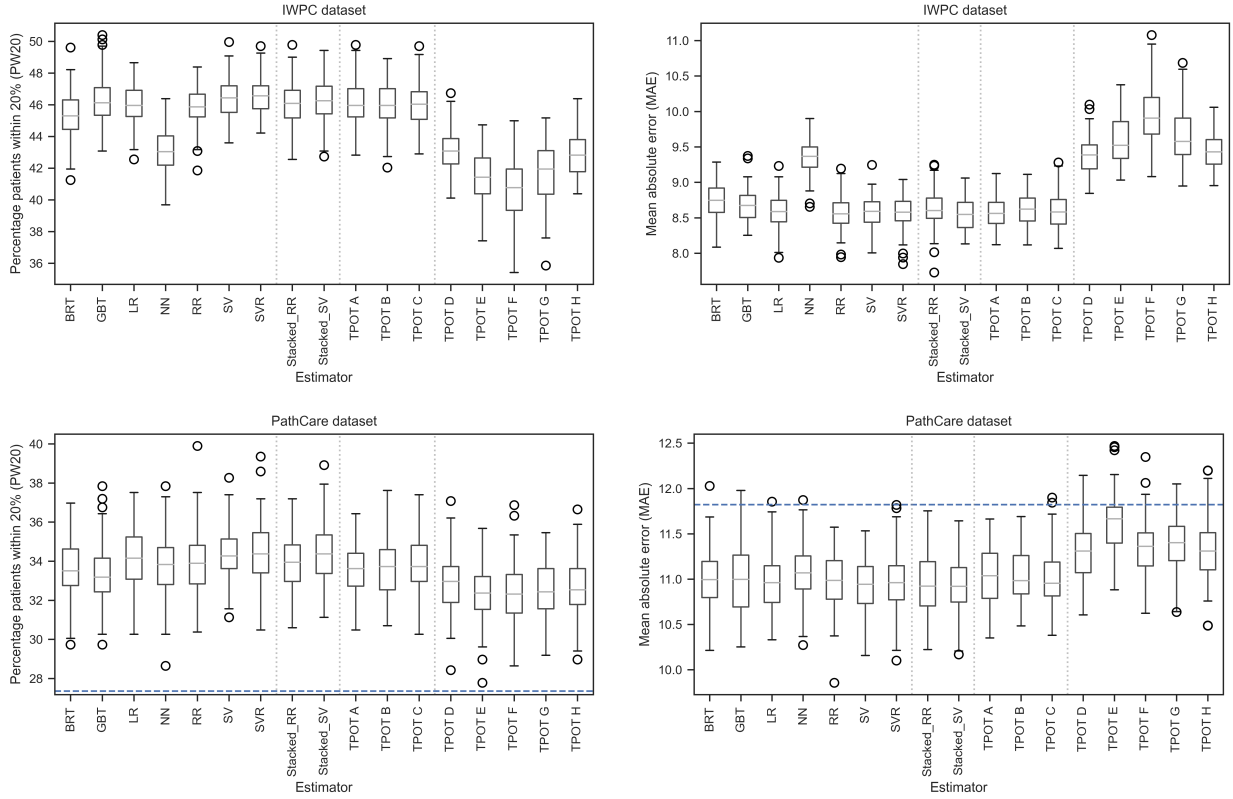 IWPC dataset
Percentage patients within 20% (PW20)
50
48
46
44
42
40
38
36
BRT
GBT
LR
NN
RR
SV
SVR
Stacked_RR
Stacked_SV
TPOT A
TPOT B
TPOT C
TPOT D
TPOT E
TPOT F
TPOT G
TPOT H
Estimator
IWPC dataset
Mean absolute error (MAE)
11.0
10.5
10.0
9.5
9.0
8.5
8.0
BRT
GBT
LR
NN
RR
SV
SVR
Stacked_RR
Stacked_SV
TPOT A
TPOT B
TPOT C
TPOT D
TPOT E
TPOT F
TPOT G
TPOT H
Estimator
PathCare dataset
Percentage patients within 20% (PW20)
40
38
36
34
32
30
28
BRT
GBT
LR
NN
RR
SV
SVR
Stacked_RR
Stacked_SV
TPOT A
TPOT B
TPOT C
TPOT D
TPOT E
TPOT F
TPOT G
TPOT H
Estimator
PathCare dataset
Mean absolute error (MAE)
12.5
12.0
11.5
11.0
10.5
10.0
BRT
GBT
LR
NN
RR
SV
SVR
Stacked_RR
Stacked_SV
TPOT A
TPOT B
TPOT C
TPOT D
TPOT E
TPOT F
TPOT G
TPOT H
Estimator